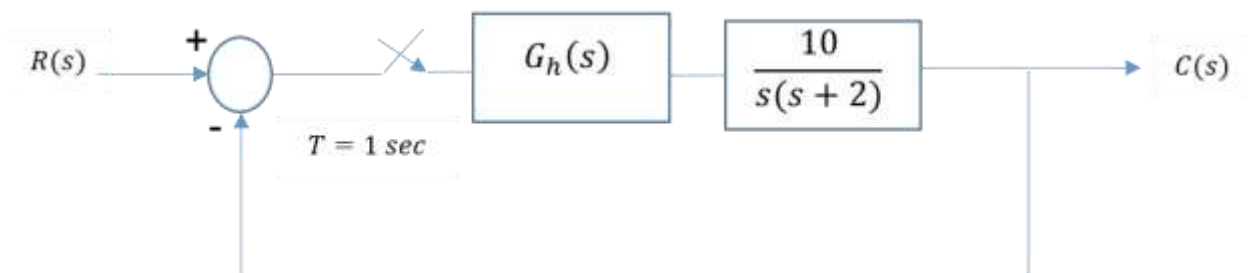 +
R(s)
-
T = 1 sec
G_h(s)
10
s(s + 2)
C(s)